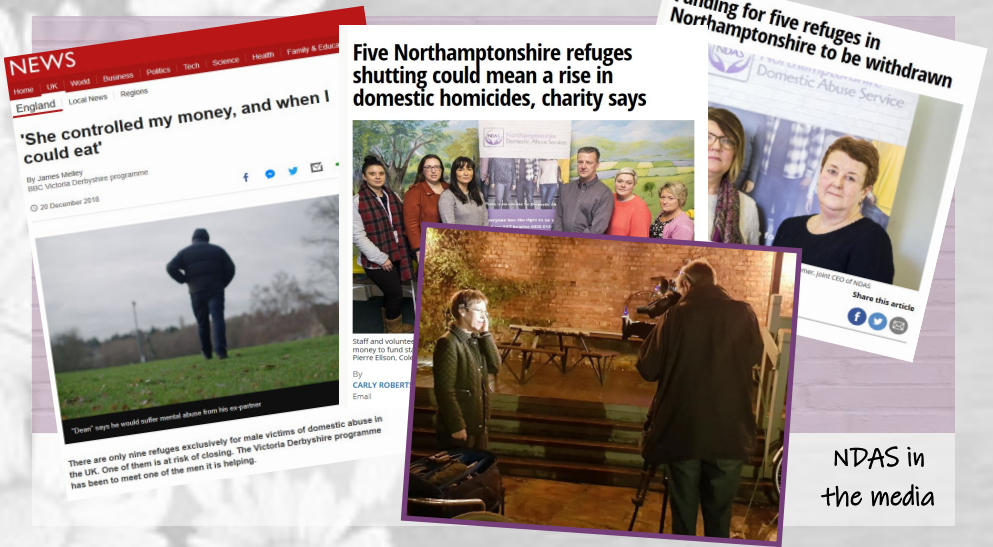 NEWS
Home UK World Business Politics Tech Science Health Family &
England Local News Regions
'She controlled my money, and when I
could eat'
By James Melley
BBC Victoria Derbyshire programme
20 December 2018
"Dean" says he would suffer mental abuse from his ex-partner
There are only nine refuges exclusively for male victims of domestic abuse in
the UK. One of them is at risk of closing. The Victoria Derbyshire programme
has been to meet one of the men it is helping.
Five Northamptonshire refuges
shutting could mean a rise in
domestic homicides, charity says
NDAS
Northamptonshire
Domestic Abuse Service
Staff and
money to fund
Pierre Ellson,
By
CARLY
Email
for five refuges in
Northamptonshire to be withdrawn
NDAS
Northamptonshire
Domestic Abuse Service
joint CEO of NDAS
Share this article
NDAS in
the media